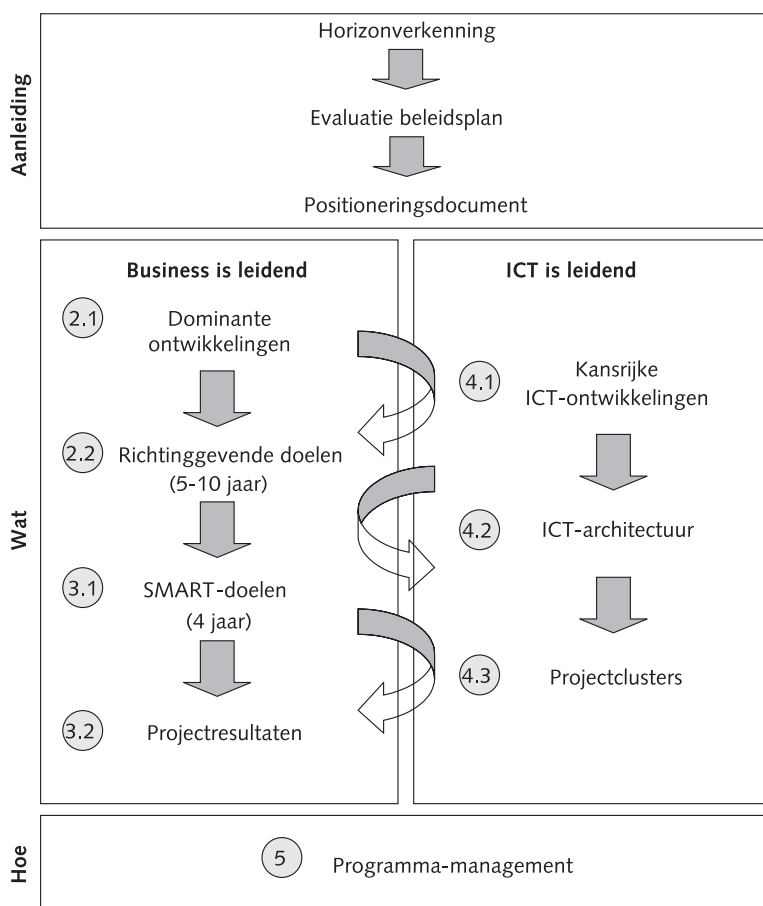 Aanleiding
Horizonverkenning
Evaluatie beleidsplan
Positioneringsdocument
Wat
Business is leidend
2.1
Dominante
ontwikkelingen
2.2
Richtinggevende doelen
(5-10 jaar)
3.1
SMART-doelen
(4 jaar)
3.2
Projectresultaten
ICT is leidend
4.1
Kansrijke
ICT-ontwikkelingen
4.2
ICT-architectuur
4.3
Projectclusters
Hoe
5
Programma-management